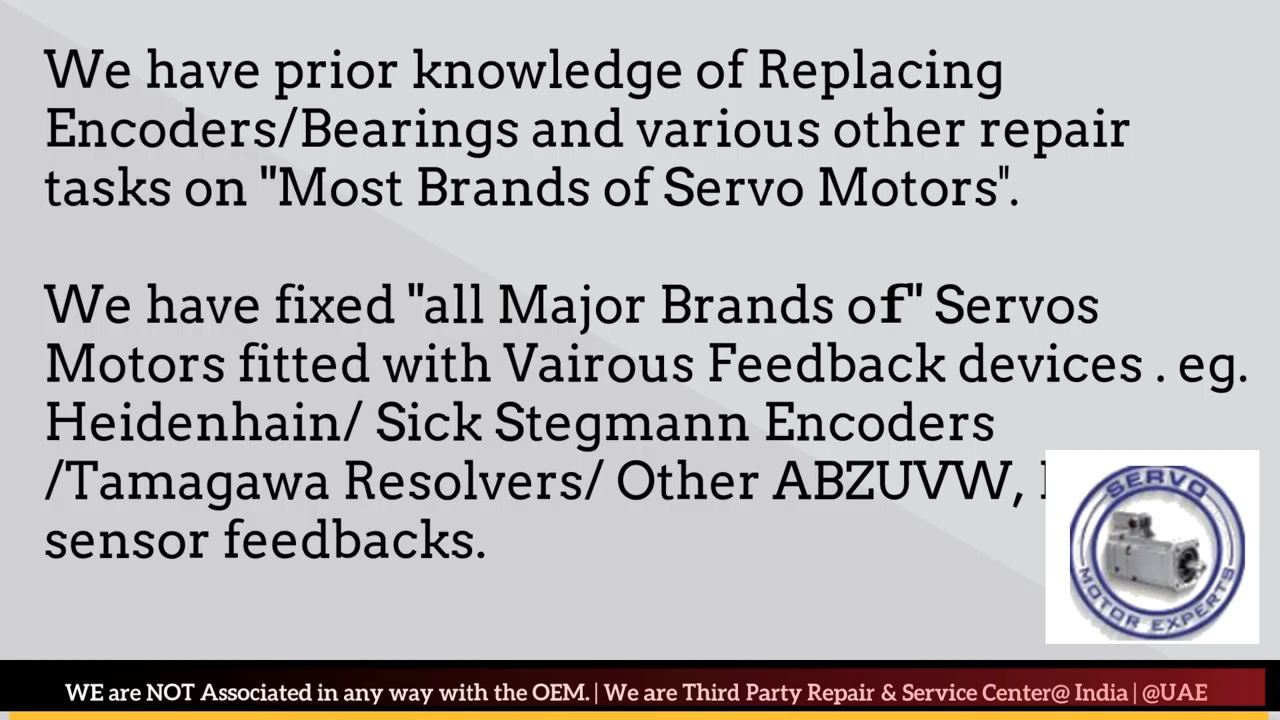 We have prior knowledge of Replacing
Encoders/Bearings and various other repair
tasks on "Most Brands of Servo Motors".
We have fixed "all Major Brands of" Servos
Motors fitted with Vairous Feedback devices . eg.
Heidenhain/ Sick Stegmann Encoders
/Tamagawa Resolvers/ Other ABZUVW,
sensor feedbacks.
SERVO
MOTOR EXPERTS
WE are NOT Associated in any way with the OEM. | We are Third Party Repair & Service Center@ India | @UAE